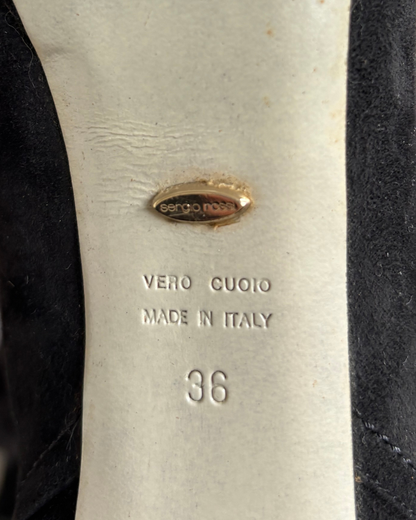 sergio rossi
VERO CUOIO
MADE IN ITALY
36